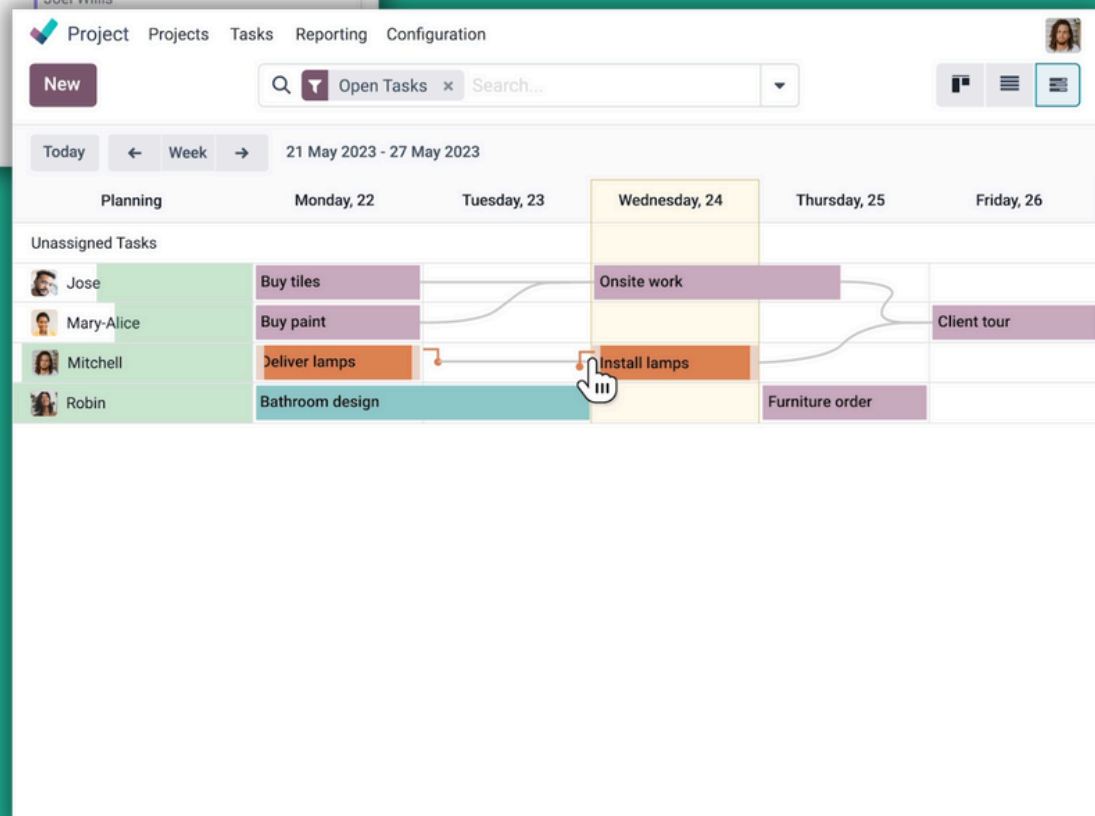 Joel Willis
Project Projects Tasks Reporting Configuration
New Open Tasks × Search...
Today ← Week → 21 May 2023 - 27 May 2023
Planning Monday, 22 Tuesday, 23 Wednesday, 24 Thursday, 25 Friday, 26
Unassigned Tasks
Jose Buy tiles Onsite work
Mary-Alice Buy paint Client tour
Mitchell Deliver lamps Install lamps
Robin Bathroom design Furniture order